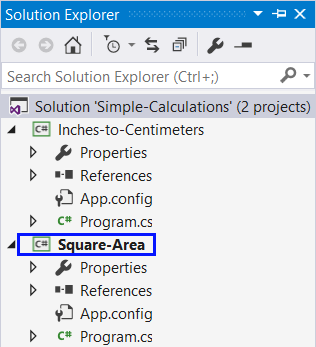 Solution Explorer
Search Solution Explorer (Ctrl+;)
Solution 'Simple-Calculations' (2 projects)
C# Inches-to-Centimeters
Properties
References
App.config
C# Program.cs
C# Square-Area
Properties
References
App.config
C# Program.cs